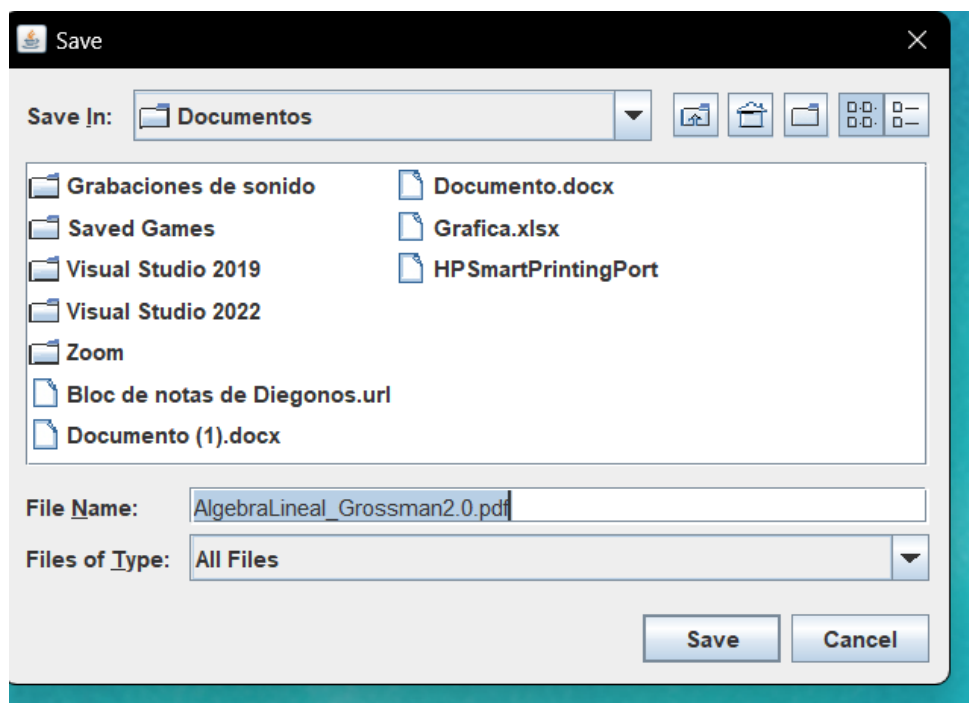 Save
Save In: Documentos
Grabaciones de sonido
Saved Games
Visual Studio 2019
Visual Studio 2022
Zoom
Bloc de notas de Diegonos.url
Documento (1).docx
Documento.docx
Grafica.xlsx
HPSmartPrintingPort
File Name: AlgebraLineal_Grossman2.0.pdf
Files of Type: All Files
Save Cancel